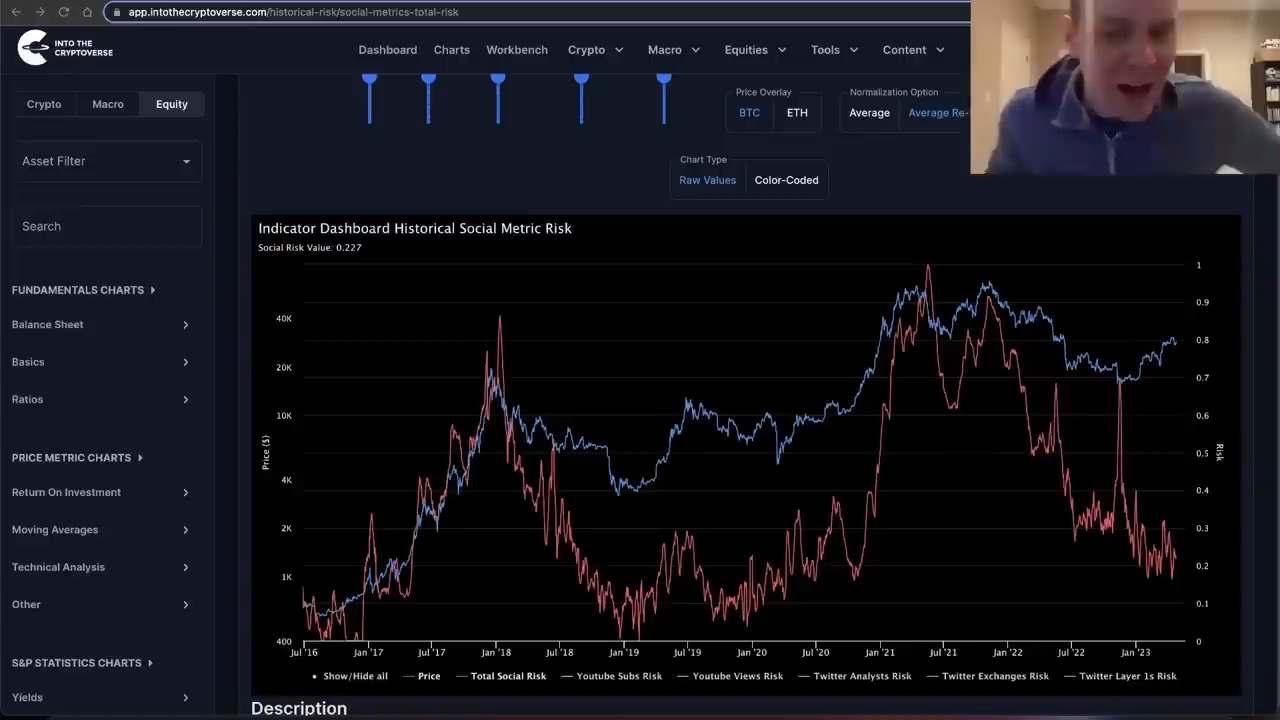 app.intothecryptoverse.com/historical-risk/social-metrics-total-risk
INTO THE
CRYPTOVERSE
Dashboard Charts Workbench Crypto Macro Equities Tools Content
Crypto Macro Equity
Asset Filter
Search
FUNDAMENTALS CHARTS
Balance Sheet
Basics
Ratios
PRICE METRIC CHARTS
Return On Investment
Moving Averages
Technical Analysis
Other
S&P STATISTICS CHARTS
Yields
Price Overlay
BTC ETH
Normalization Option
Average Average Re-
Chart Type
Raw Values Color-Coded
Indicator Dashboard Historical Social Metric Risk
Social Risk Value: 0.227
Price ($)
40K
20K
10K
4K
2K
1K
400
1
0.9
0.8
0.7
0.6
0.5
0.4
0.3
0.2
0.1
0
Risk
Jul '16 Jan '17 Jul '17 Jan '18 Jul '18 Jan '19 Jul '19 Jan '20 Jul '20 Jan '21 Jul '21 Jan '22 Jul '22 Jan '23
Show/Hide all Price Total Social Risk Youtube Subs Risk Youtube Views Risk Twitter Analysts Risk Twitter Exchanges Risk Twitter Layer 1s Risk
Description